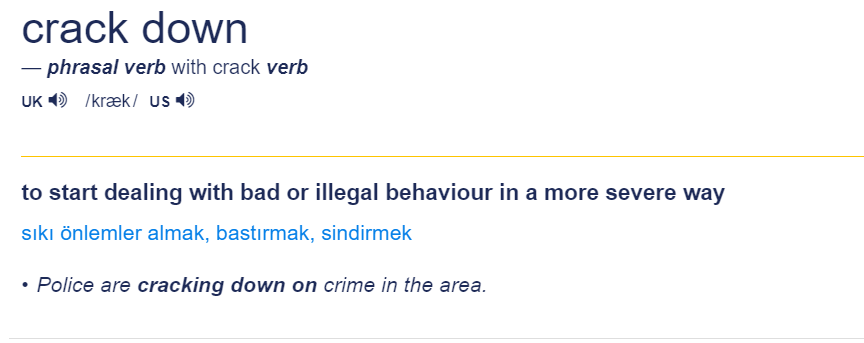 crack down
— phrasal verb with crack verb
UK /kræk/ US
to start dealing with bad or illegal behaviour in a more severe way
sıkı önlemler almak, bastırmak, sindirmek
• Police are cracking down on crime in the area.